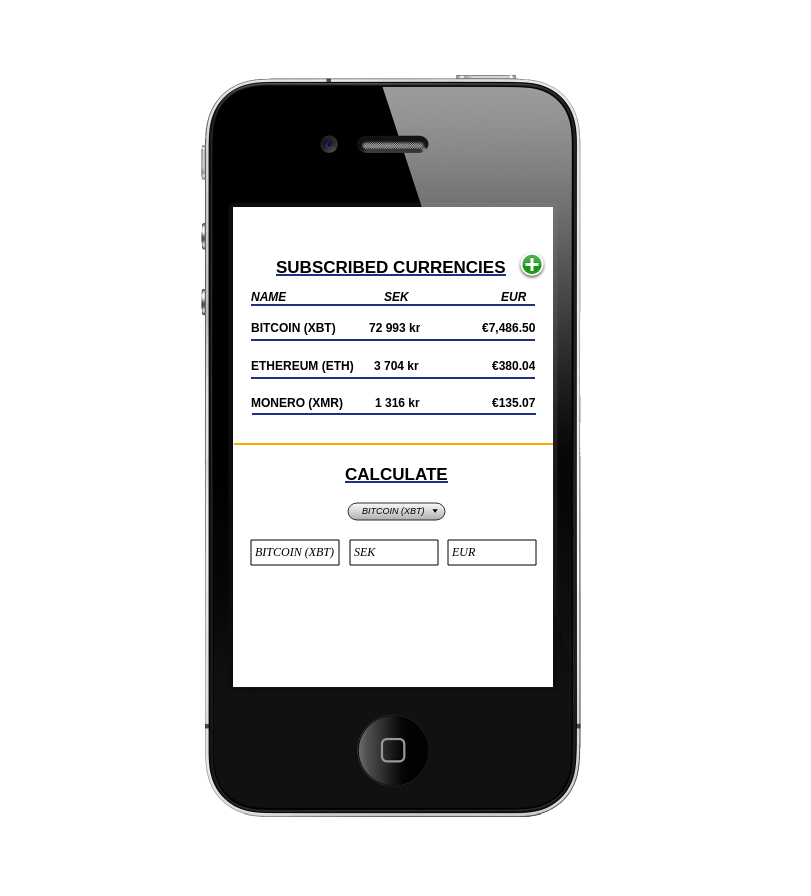 SUBSCRIBED CURRENCIES
NAME SEK EUR
BITCOIN (XBT) 72 993 kr €7,486.50
ETHEREUM (ETH) 3 704 kr €380.04
MONERO (XMR) 1 316 kr €135.07
CALCULATE
BITCOIN (XBT)
BITCOIN (XBT) SEK EUR